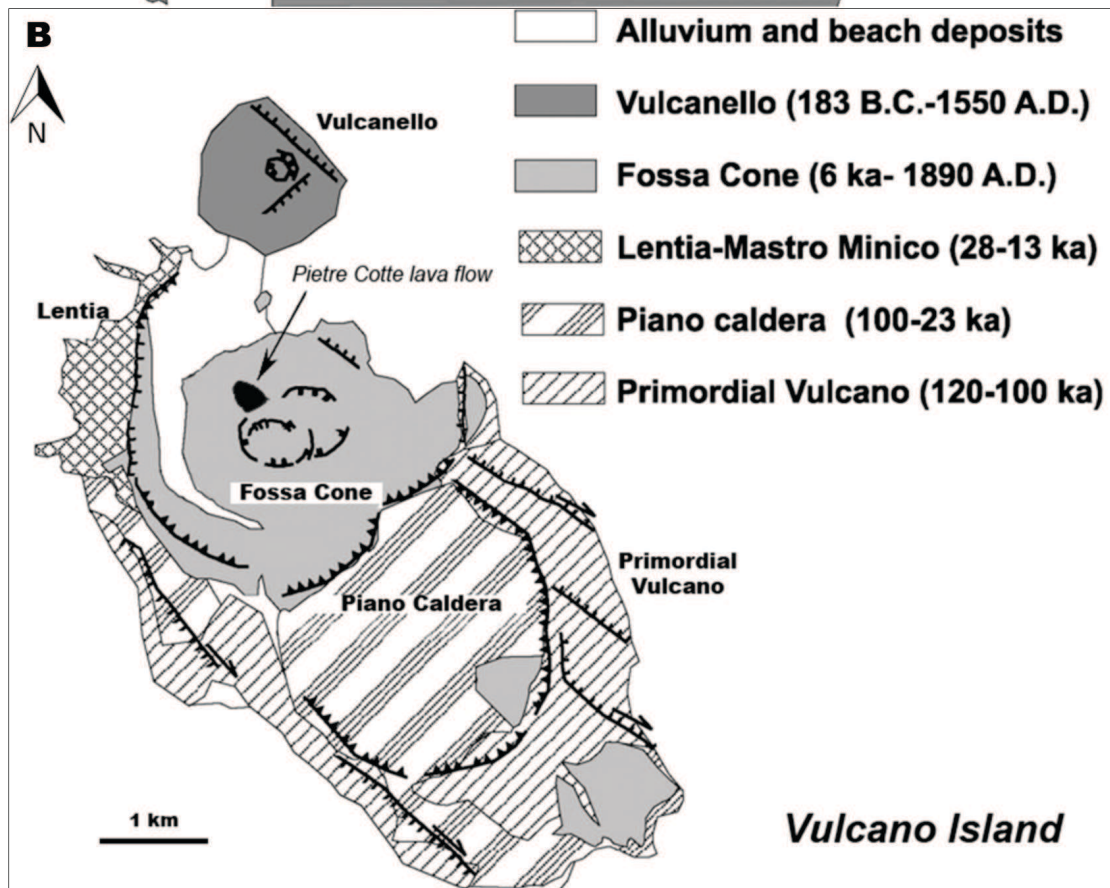 B
N
Alluvium and beach deposits
Vulcanello (183 B.C.-1550 A.D.)
Fossa Cone (6 ka- 1890 A.D.)
Lentia-Mastro Minico (28-13 ka)
Piano caldera (100-23 ka)
Primordial Vulcano (120-100 ka)
Vulcanello
Pietre Cotte lava flow
Lentia
Fossa Cone
Primordial
Vulcano
Piano Caldera
1 km
Vulcano Island